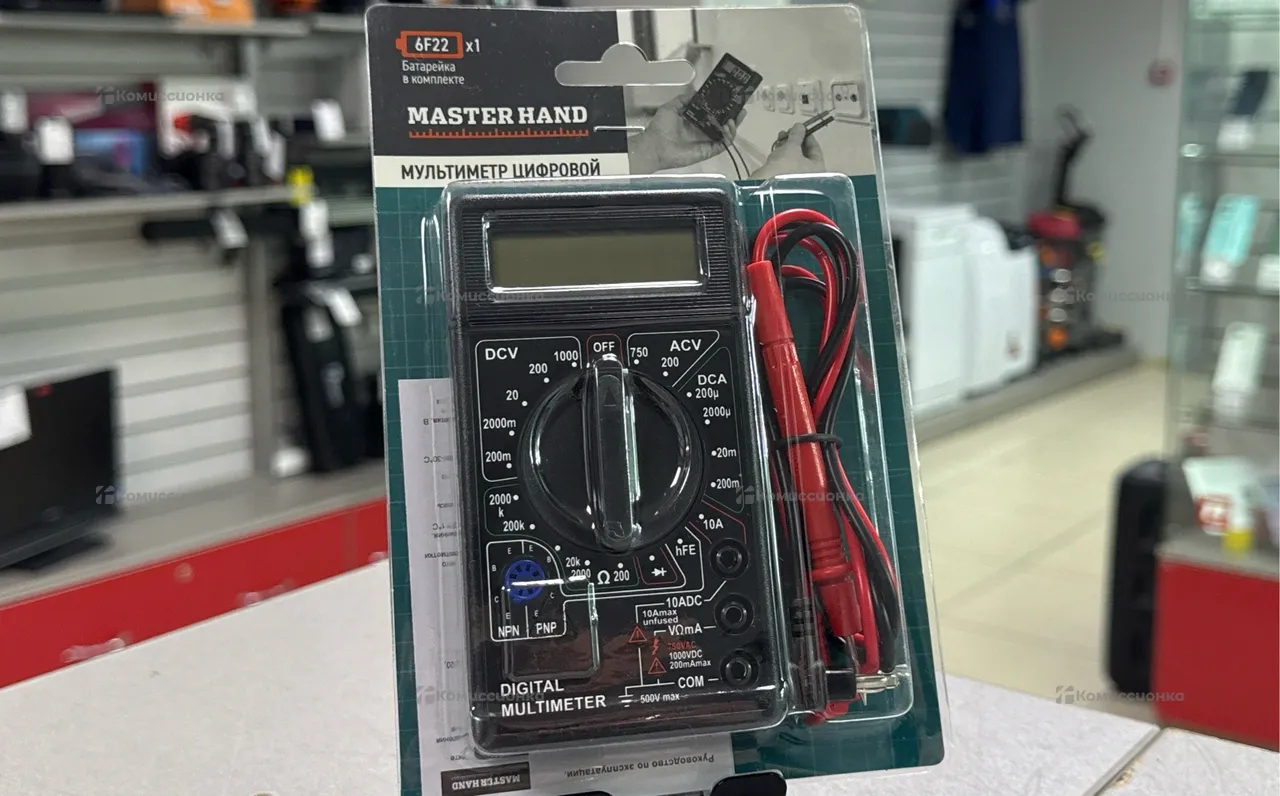 6F22 x1
Батарейка
в комплекте
MASTER HAND
МУЛЬТИМЕТР ЦИФРОВОЙ
DCV
1000
OFF
750
ACV
200
200
DCA
20
200µ
2000m
2000µ
200m
20m
200m
2000
k
200k
10A
20k
2000
Ω
200
hFE
E E
B B
C C
E E
NPN PNP
10ADC
10Amax
unfused
VΩmA
750VAC
1000VDC
200mAmax
COM
500V max
DIGITAL
MULTIMETER
Руководство по эксплуатации.
MASTER HAND
Комиссионка
Комиссионка
Комиссионка
Комиссионка
Комиссионка
Комиссионка
Комиссионка
Комиссионка